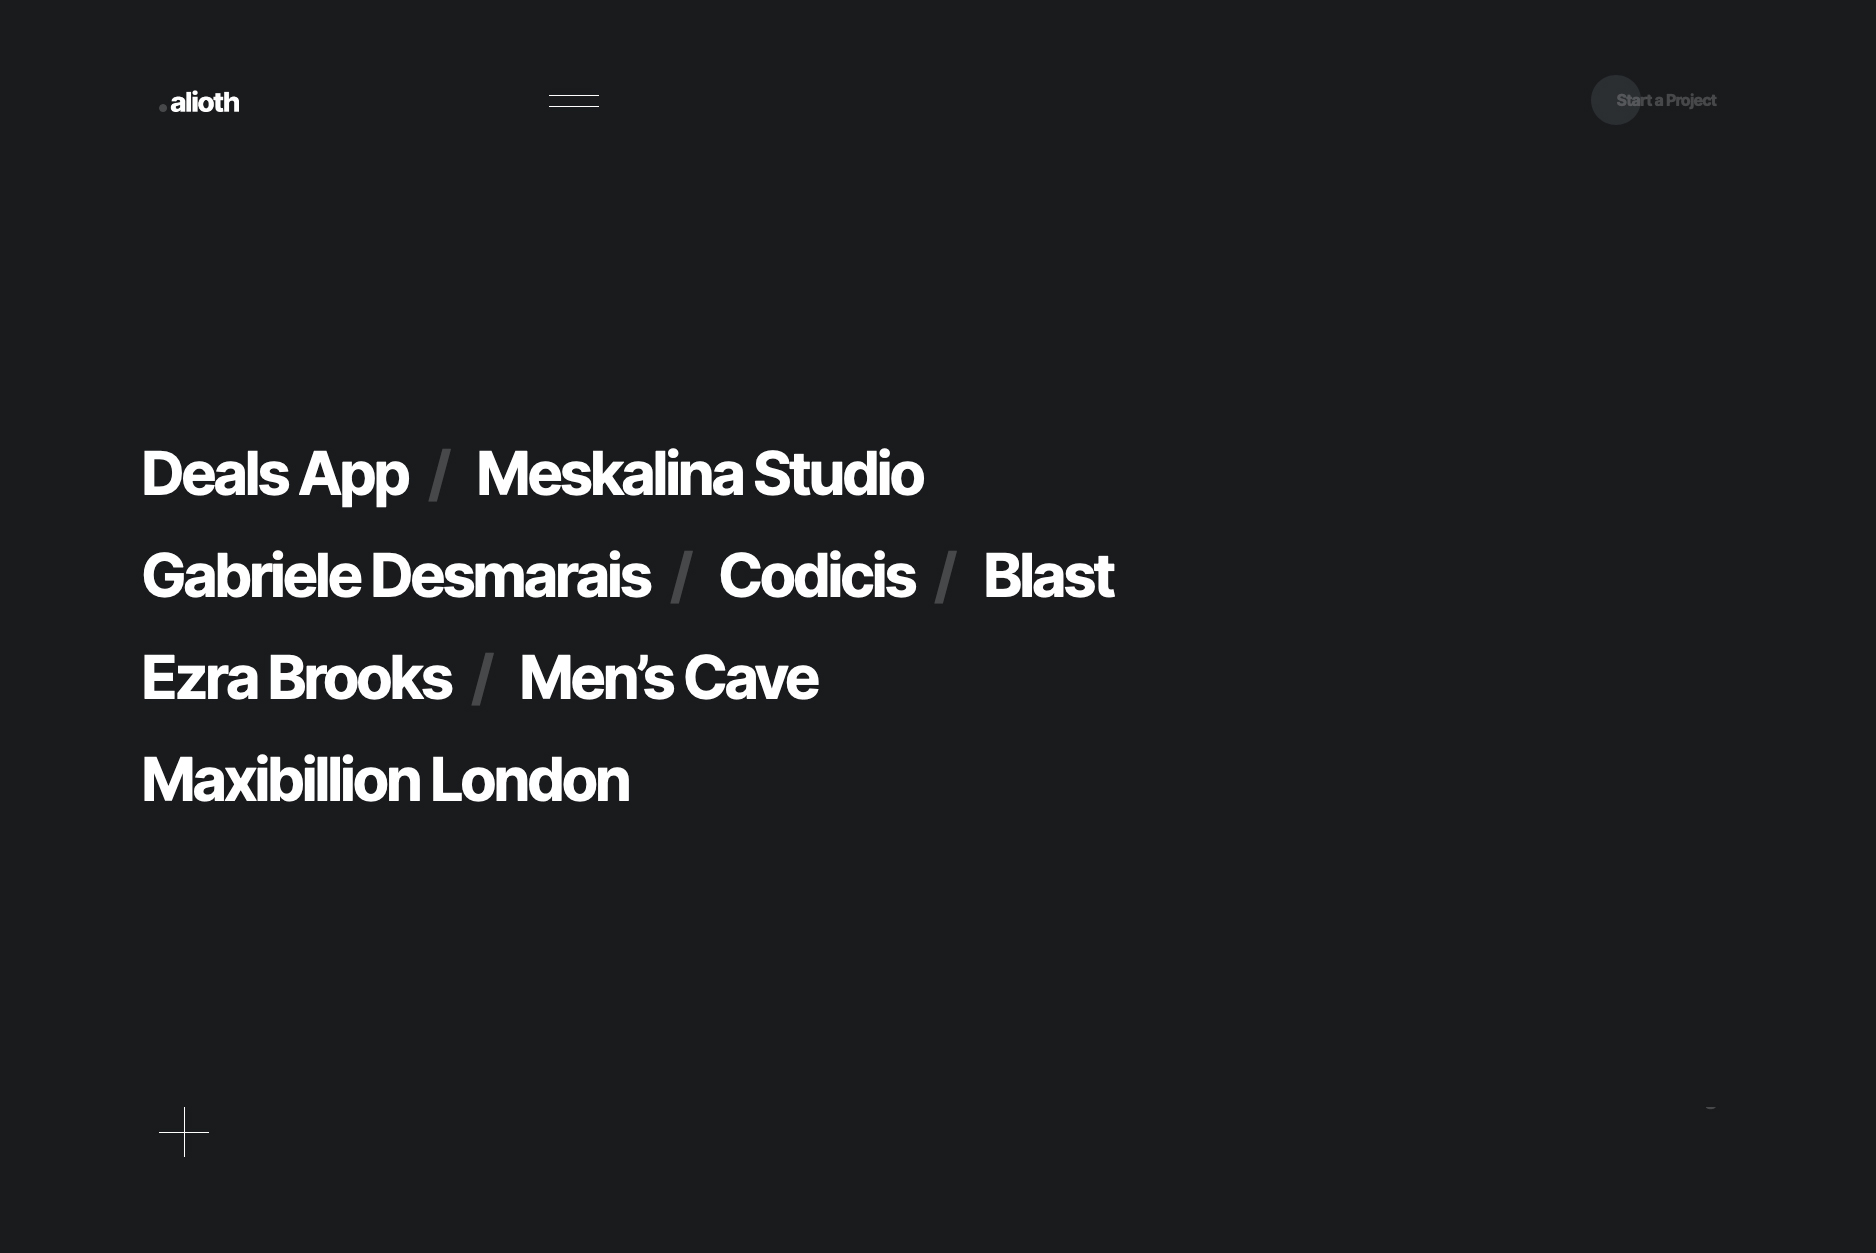 .alioth
Start a Project
Deals App / Meskalina Studio
Gabriele Desmarais / Codicis / Blast
Ezra Brooks / Men’s Cave
Maxibillion London